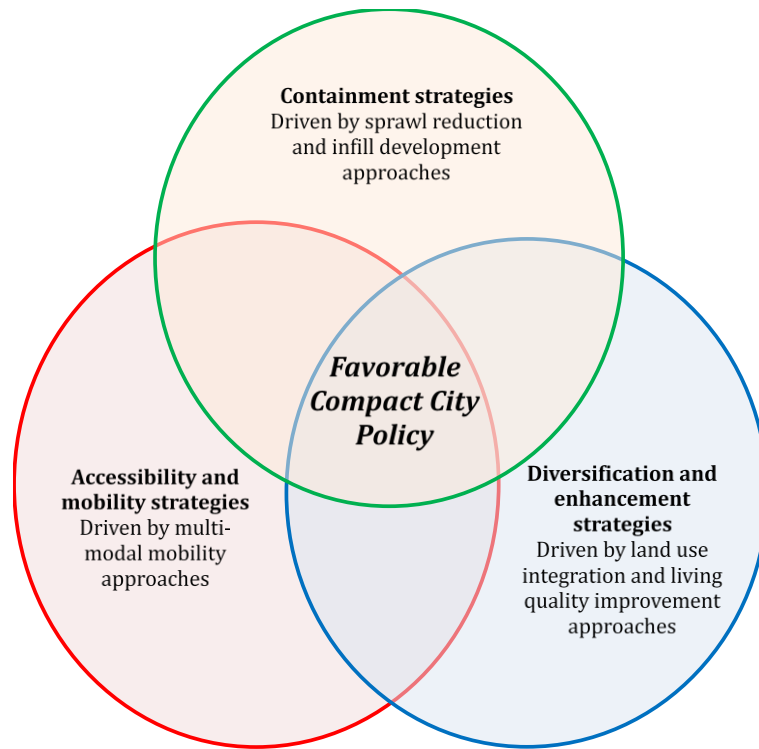 Containment strategies
Driven by sprawl reduction
and infill development
approaches
Favorable
Compact City
Policy
Accessibility and
mobility strategies
Driven by multi-
modal mobility
approaches
Diversification and
enhancement
strategies
Driven by land use
integration and living
quality improvement
approaches